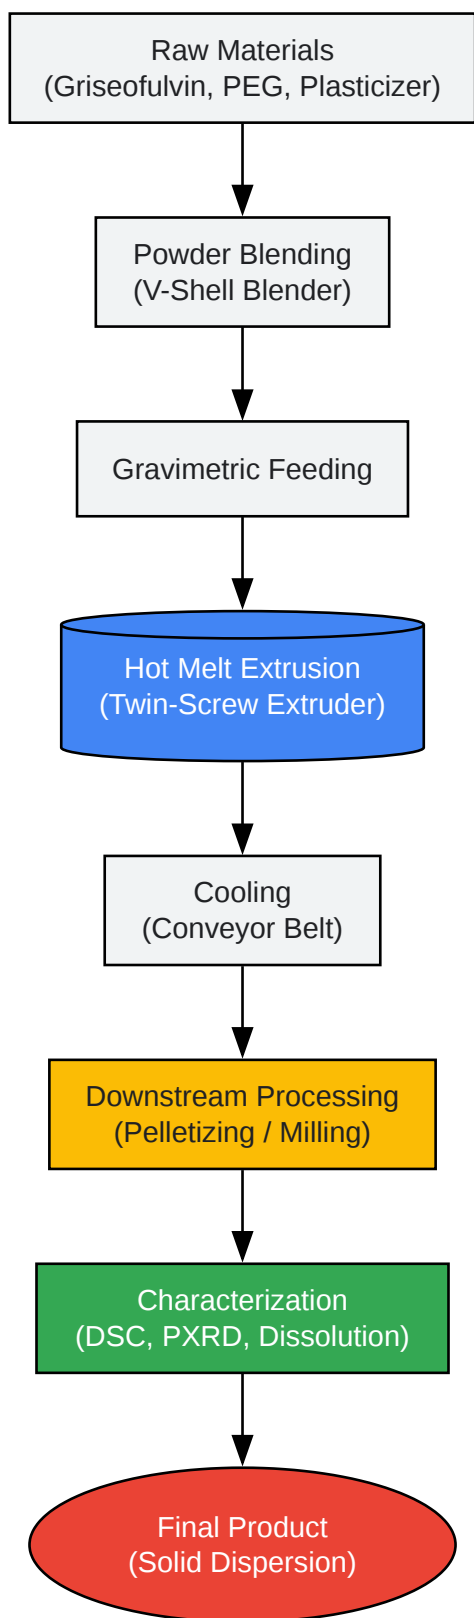 Raw Materials
(Griseofulvin, PEG, Plasticizer)
Powder Blending
(V-Shell Blender)
Gravimetric Feeding
Hot Melt Extrusion
(Twin-Screw Extruder)
Cooling
(Conveyor Belt)
Downstream Processing
(Pelletizing / Milling)
Characterization
(DSC, PXRD, Dissolution)
Final Product
(Solid Dispersion)